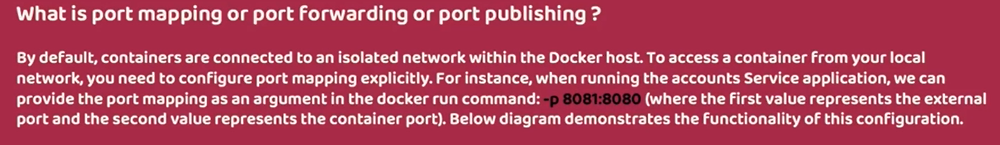 What is port mapping or port forwarding or port publishing ?
By default, containers are connected to an isolated network within the Docker host. To access a container from your local
network, you need to configure port mapping explicitly. For instance, when running the accounts Service application, we can
provide the port mapping as an argument in the docker run command: -p 8081:8080 (where the first value represents the external
port and the second value represents the container port). Below diagram demonstrates the functionality of this configuration.